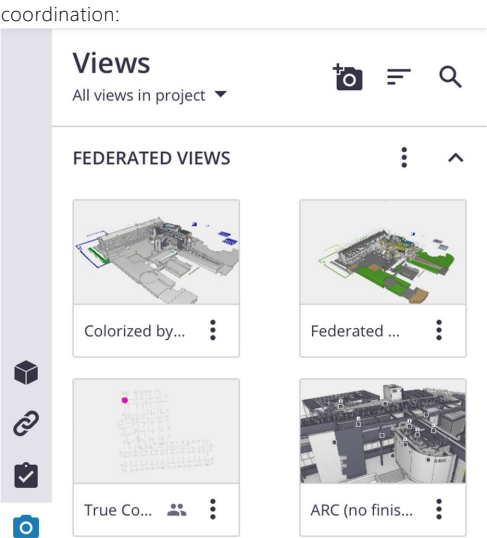 coordination:
Views
All views in project
FEDERATED VIEWS
Colorized by...
Federated ...
True Co...
ARC (no finis...